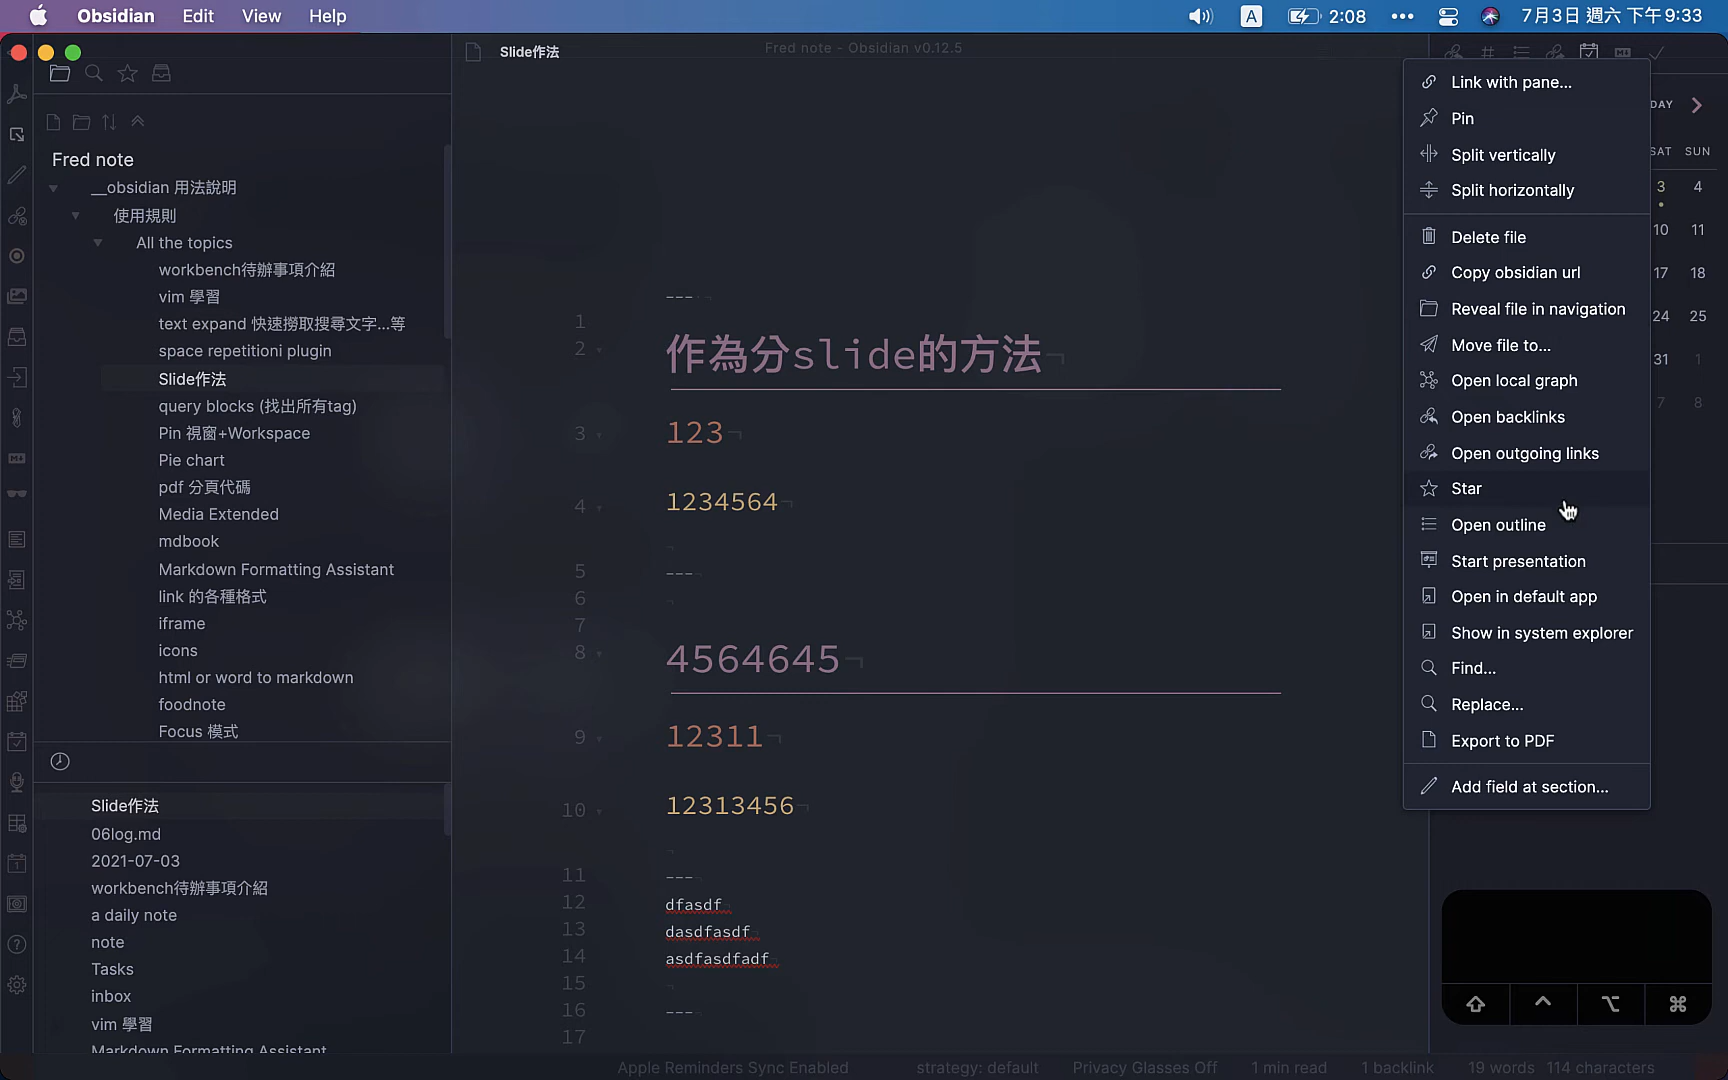 Obsidian Edit View Help
A 2:08 7月3日 週六 下午9:33
Slide作法
Fred note - Obsidian v0.12.5
Fred note
__obsidian 用法說明
使用規則
All the topics
workbench待辦事項介紹
vim 學習
text expand 快速撈取搜尋文字...等
space repetitioni plugin
Slide作法
query blocks (找出所有tag)
Pin 視窗+Workspace
Pie chart
pdf 分頁代碼
Media Extended
mdbook
Markdown Formatting Assistant
link 的各種格式
iframe
icons
html or word to markdown
foodnote
Focus 模式
Slide作法
06log.md
2021-07-03
workbench待辦事項介紹
a daily note
note
Tasks
inbox
vim 學習
Markdown Formatting Assistant
---
1
2 作為分slide的方法
3 123
4 1234564
5 ---
6
7
8 4564645
9 12311
10 12313456
11 ---
12 dfasdf
13 dasdfasdf
14 asdfasdfadf
15
16 ---
17
Link with pane...
Pin
Split vertically
Split horizontally
Delete file
Copy obsidian url
Reveal file in navigation
Move file to...
Open local graph
Open backlinks
Open outgoing links
Star
Open outline
Start presentation
Open in default app
Show in system explorer
Find...
Replace...
Export to PDF
Add field at section...
DAY
SAT SUN
3 4
10 11
17 18
24 25
31 1
7 8
Apple Reminders Sync Enabled strategy: default Privacy Glasses Off 1 min read 1 backlink 19 words 114 characters